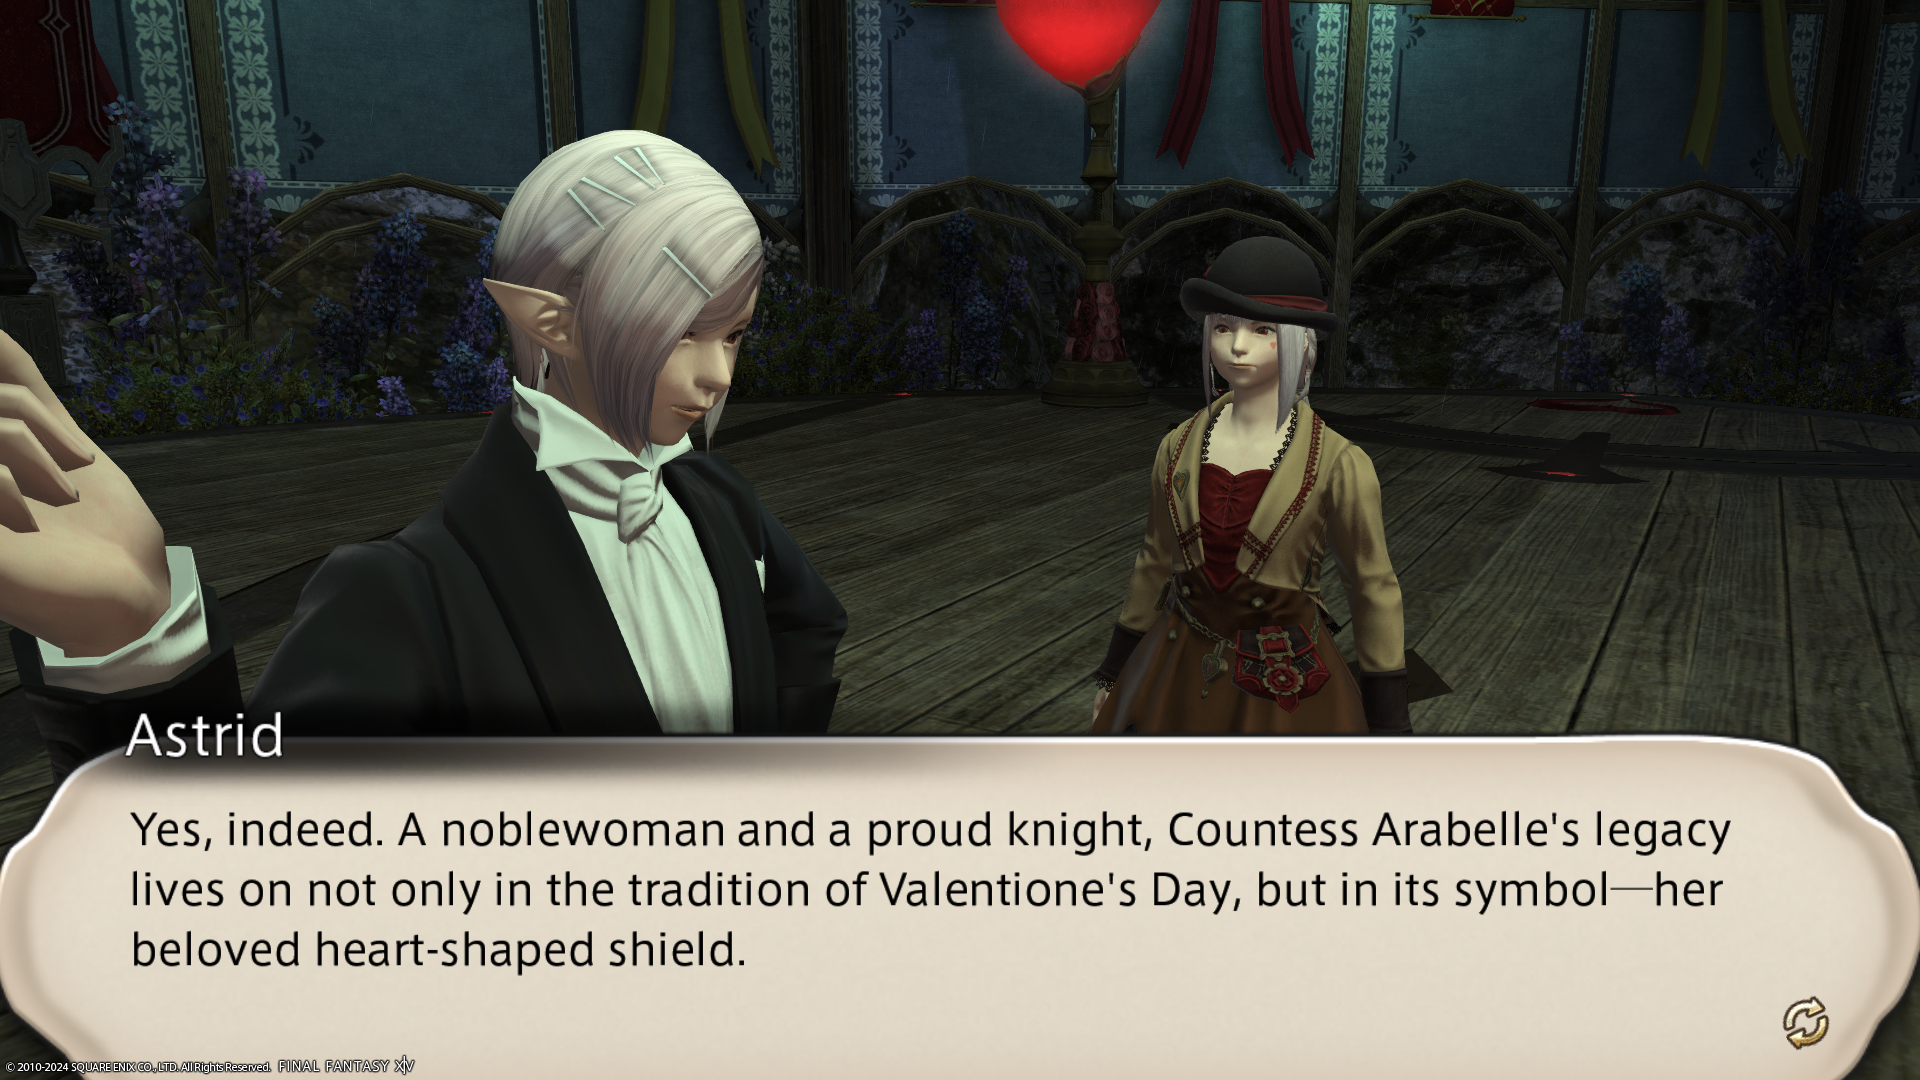 Astrid
Yes, indeed. A noblewoman and a proud knight, Countess Arabelle's legacy
lives on not only in the tradition of Valentione's Day, but in its symbol—her
beloved heart-shaped shield.
© 2010-2024 SQUARE ENIX CO., LTD. All Rights Reserved. FINAL FANTASY XIV